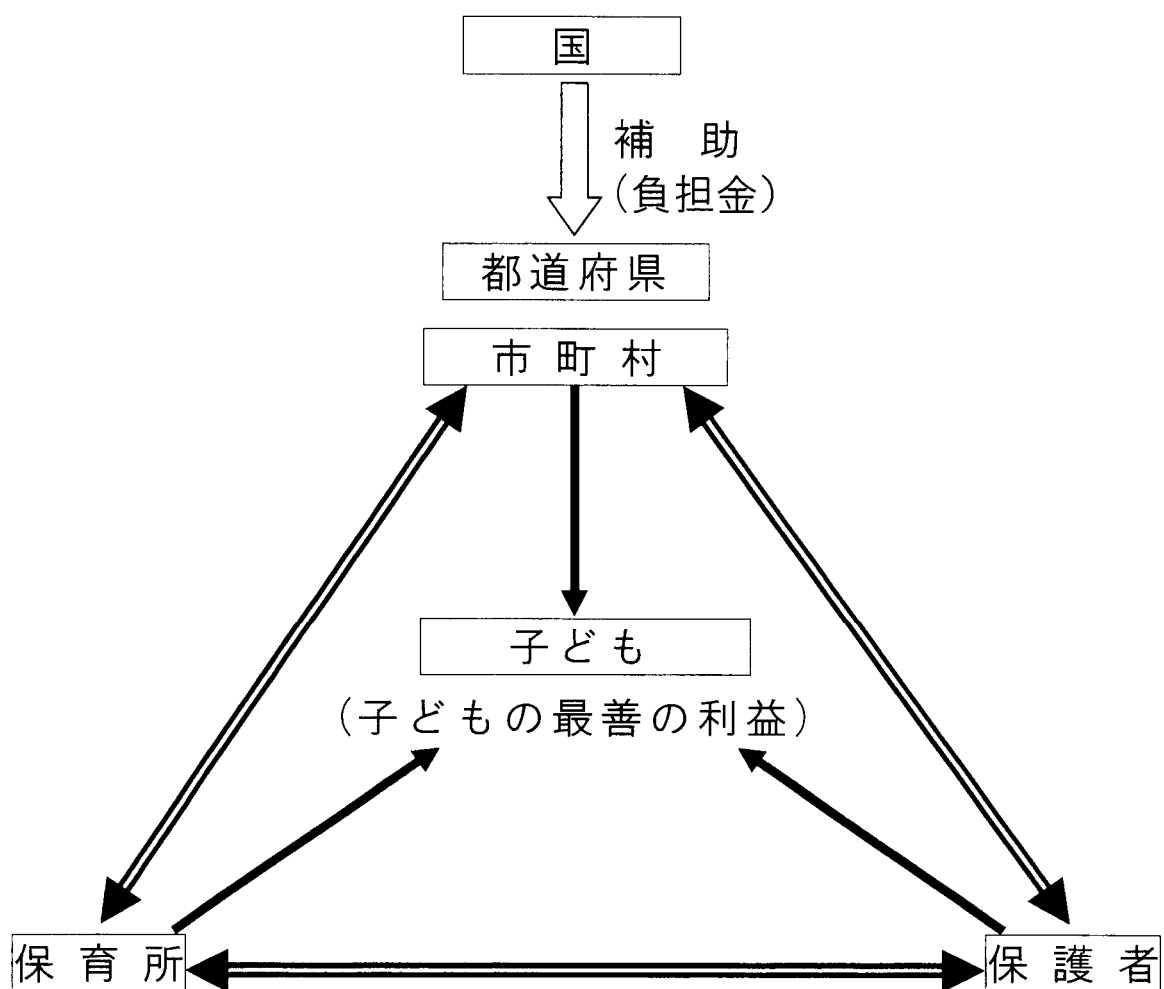 国
補助
(負担金)
都道府県
市町村
子ども
(子どもの最善の利益)
保育所
保護者